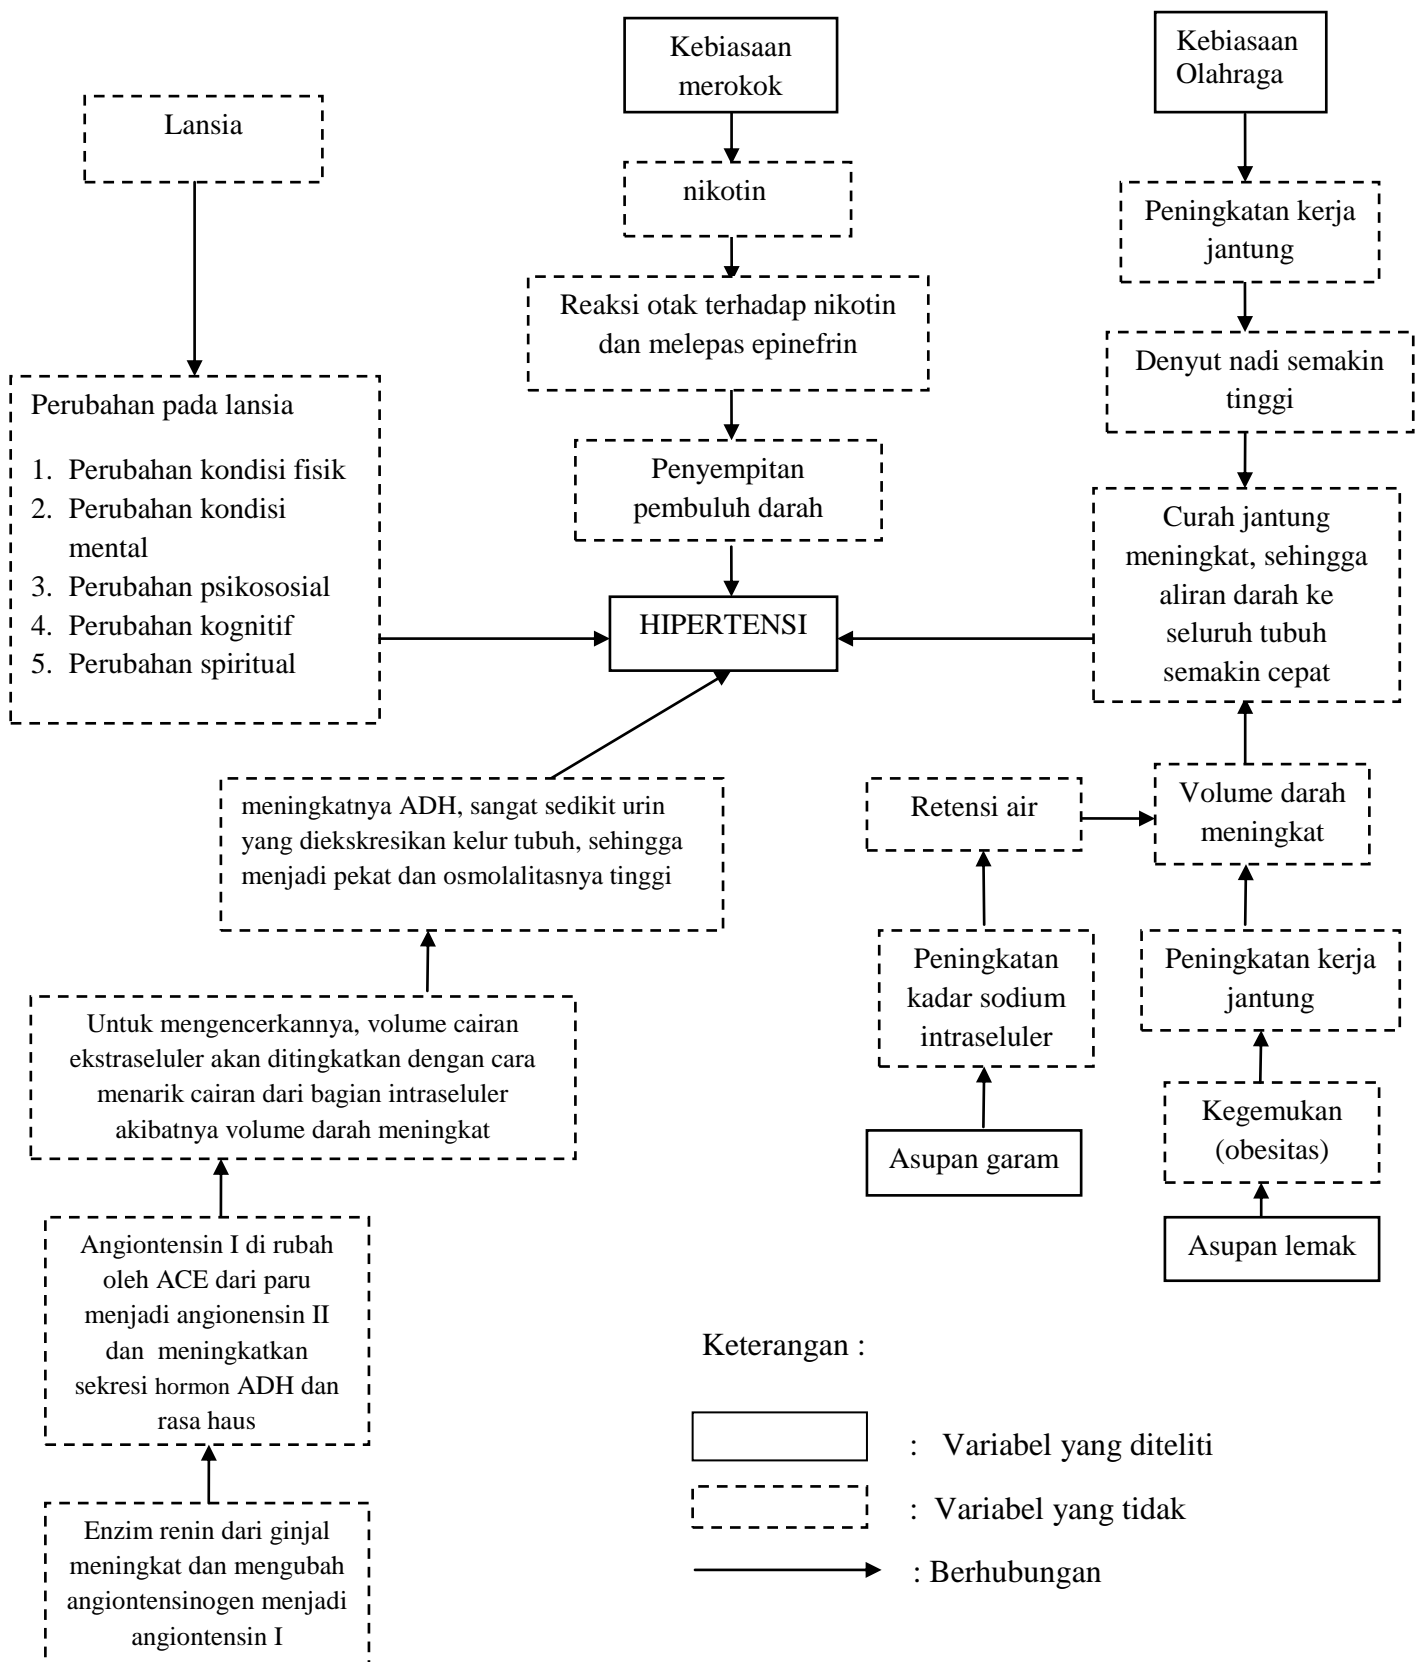 Kebiasaan
merokok
Kebiasaan
Olahraga
Lansia
nikotin
Peningkatan kerja
jantung
Reaksi otak terhadap nikotin
dan melepas epinefrin
Denyut nadi semakin
tinggi
Perubahan pada lansia
1. Perubahan kondisi fisik
2. Perubahan kondisi
mental
3. Perubahan psikososial
4. Perubahan kognitif
5. Perubahan spiritual
Penyempitan
pembuluh darah
Curah jantung
meningkat, sehingga
aliran darah ke
seluruh tubuh
semakin cepat
HIPERTENSI
meningkatnya ADH, sangat sedikit urin
yang diekskresikan kelur tubuh, sehingga
menjadi pekat dan osmolalitasnya tinggi
Retensi air
Volume darah
meningkat
Peningkatan
kadar sodium
intraseluler
Peningkatan kerja
jantung
Untuk mengencerkannya, volume cairan
ekstraseluler akan ditingkatkan dengan cara
menarik cairan dari bagian intraseluler
akibatnya volume darah meningkat
Kegemukan
(obesitas)
Asupan garam
Asupan lemak
Angiontensin I di rubah
oleh ACE dari paru
menjadi angionensin II
dan meningkatkan
sekresi hormon ADH dan
rasa haus
Enzim renin dari ginjal
meningkat dan mengubah
angiontensinogen menjadi
angiontensin I
Keterangan :
: Variabel yang diteliti
: Variabel yang tidak
: Berhubungan